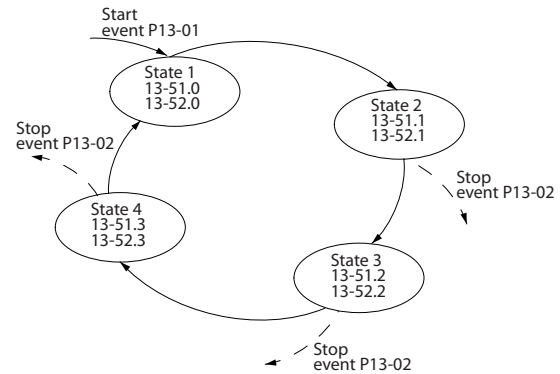 Start
event P13-01
State 1
13-51.0
13-52.0
State 2
13-51.1
13-52.1
Stop
event P13-02
Stop
event P13-02
State 4
13-51.3
13-52.3
State 3
13-51.2
13-52.2
Stop
event P13-02